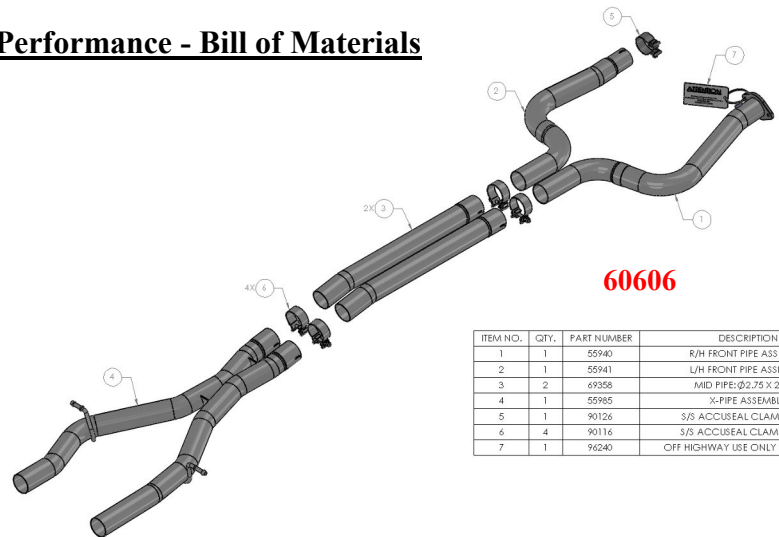 Performance - Bill of Materials
5
7
2
2X 3
1
60606
4X 6
4
ITEM NO. QTY. PART NUMBER DESCRIPTION
1 1 55940 R/H FRONT PIPE ASS
2 1 55941 L/H FRONT PIPE ASSE
3 2 69358 MID PIPE: Ø2.75 X 2
4 1 55985 X-PIPE ASSEMBL
5 1 90126 S/S ACCUSEAL CLAM
6 4 90116 S/S ACCUSEAL CLAM
7 1 96240 OFF HIGHWAY USE ONLY
ATTENTION